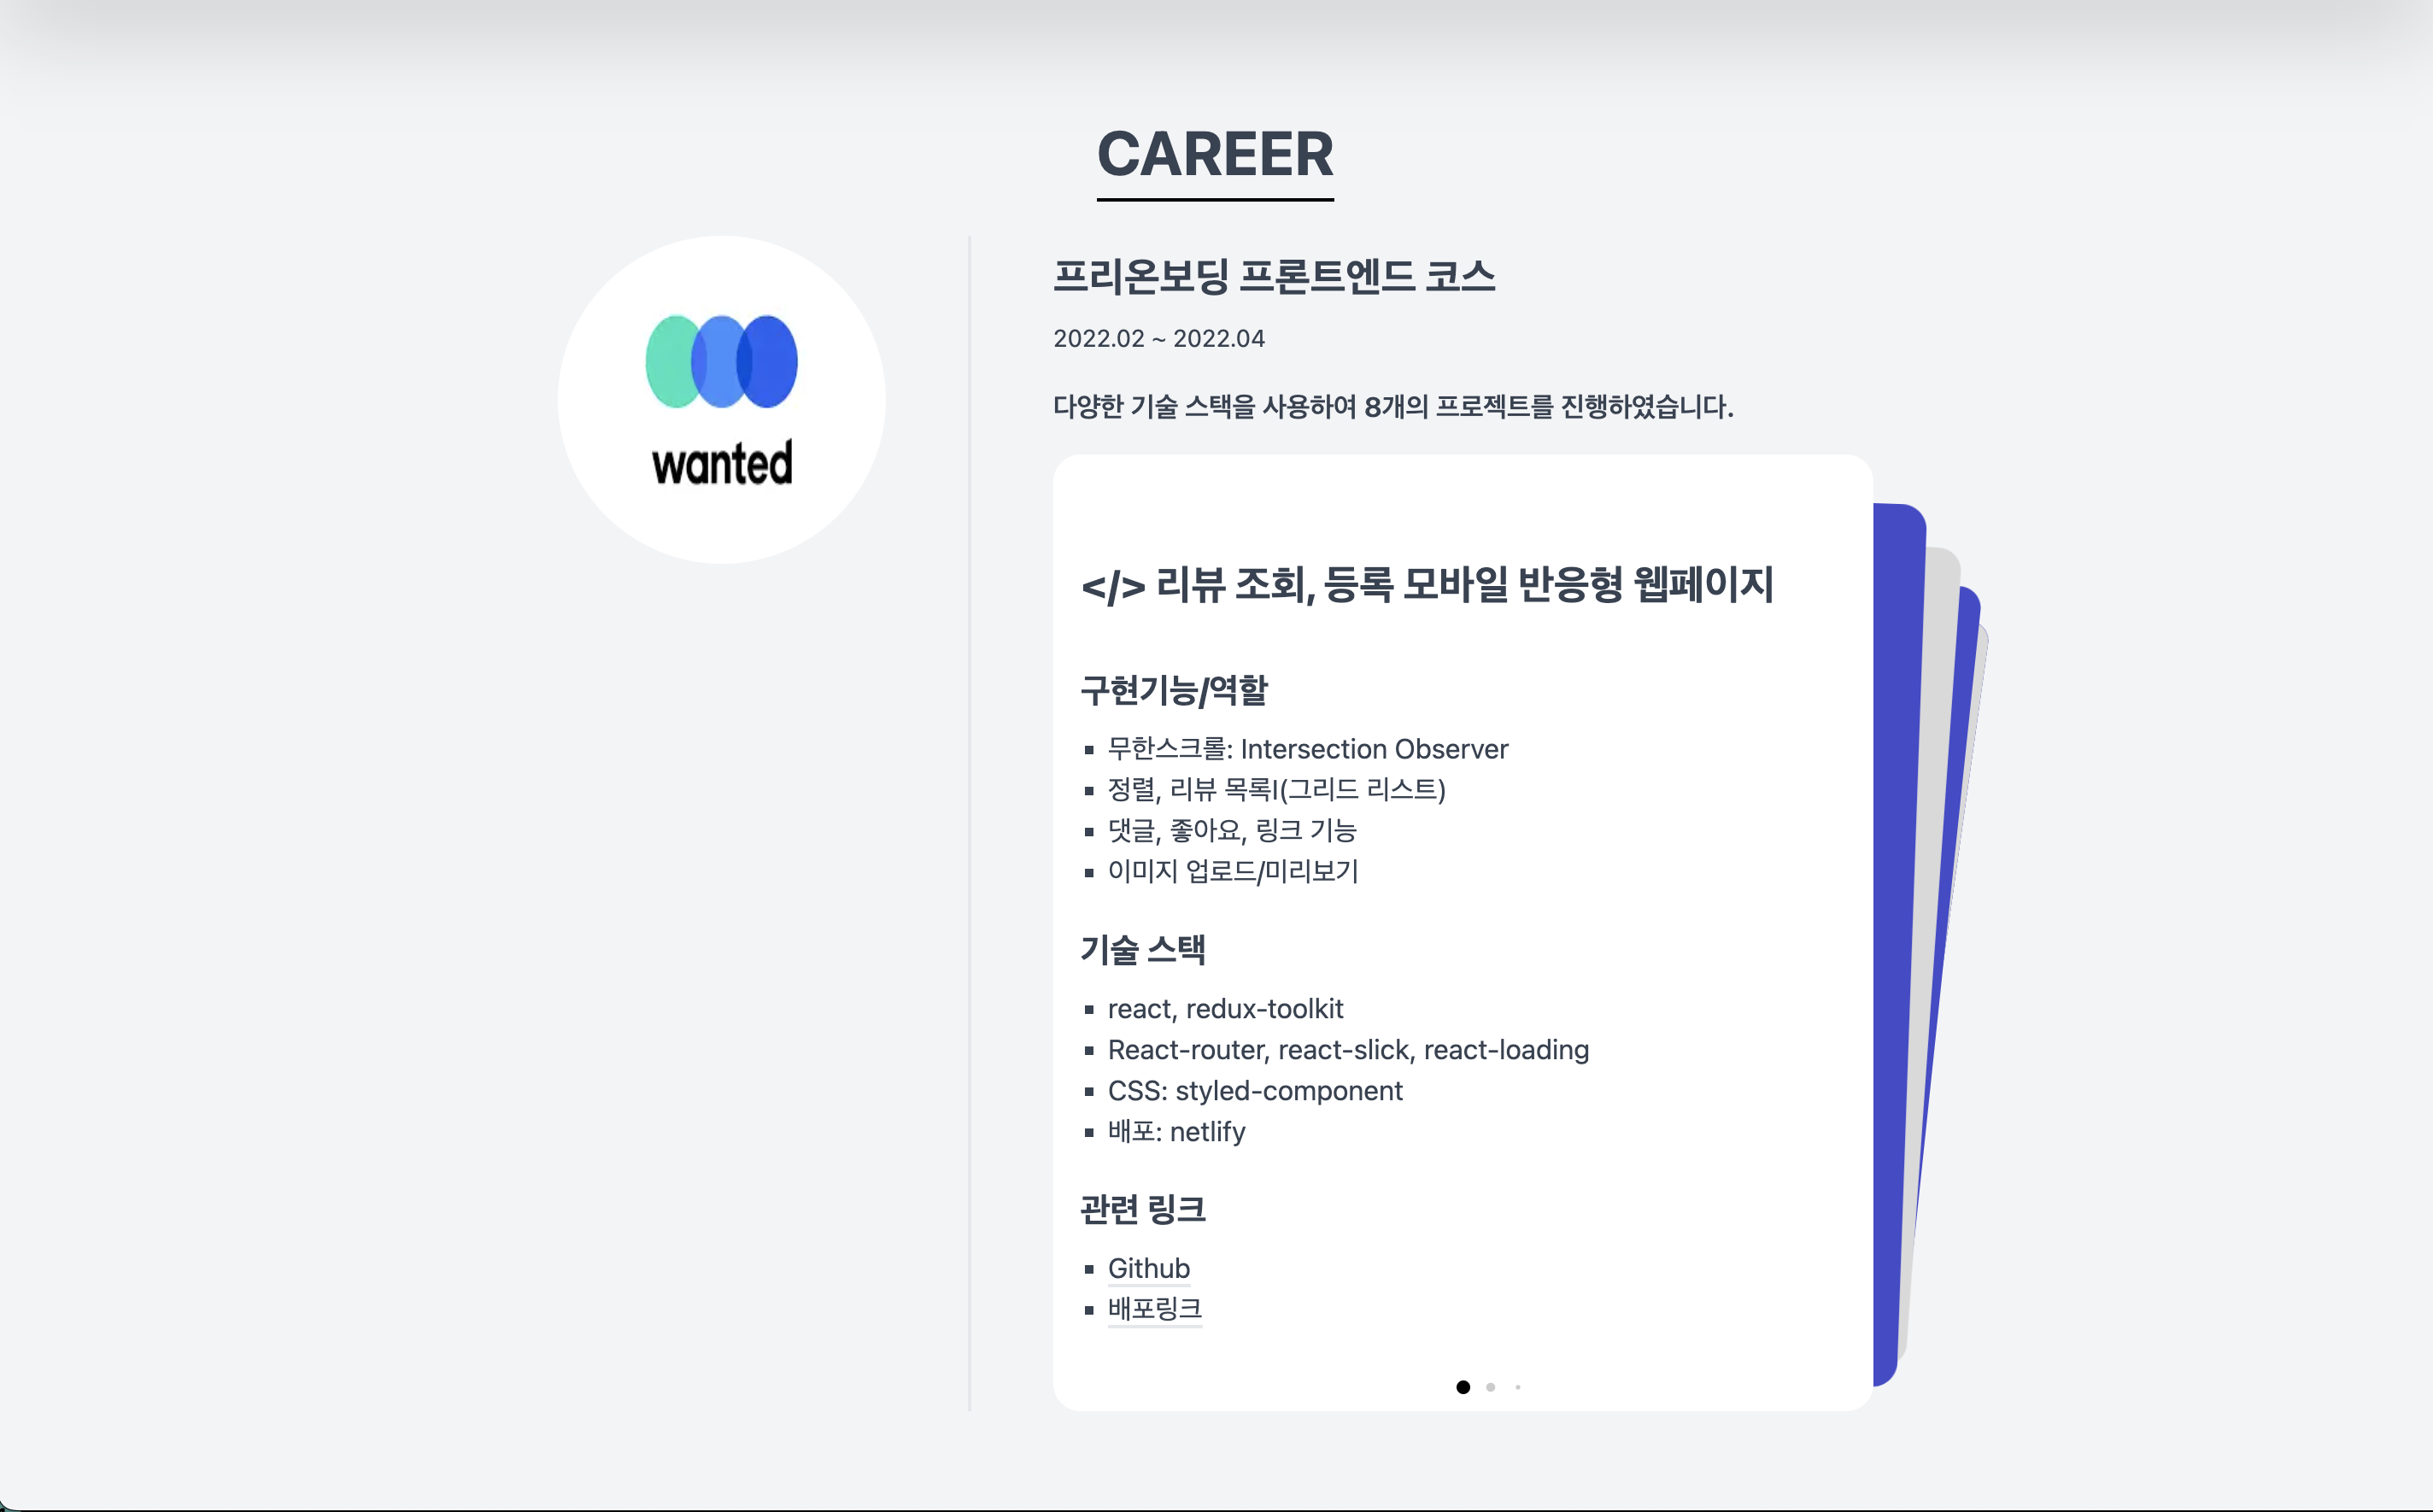 CAREER
wanted
프리온보딩 프론트엔드 코스
2022.02 ~ 2022.04
다양한 기술 스택을 사용하여 8개의 프로젝트를 진행하였습니다.
</> 리뷰 조회, 등록 모바일 반응형 웹페이지
구현기능/역할
▪ 무한스크롤: Intersection Observer
▪ 정렬, 리뷰 목록l(그리드 리스트)
▪ 댓글, 좋아요, 링크 기능
▪ 이미지 업로드/미리보기
기술 스택
▪ react, redux-toolkit
▪ React-router, react-slick, react-loading
▪ CSS: styled-component
▪ 배포: netlify
관련 링크
▪ Github
▪ 배포링크